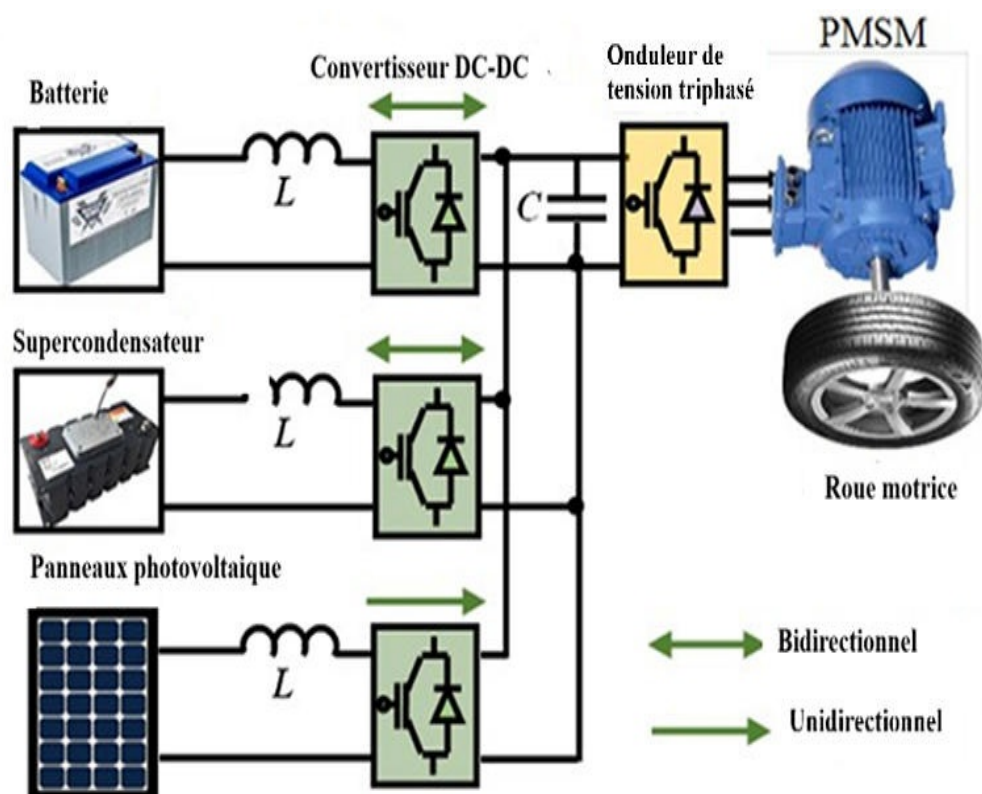 PMSM
Onduleur de
tension triphasé
Convertisseur DC-DC
Batterie
L
C
Supercondensateur
L
Roue motrice
Panneaux photovoltaique
L
Bidirectionnel
Unidirectionnel